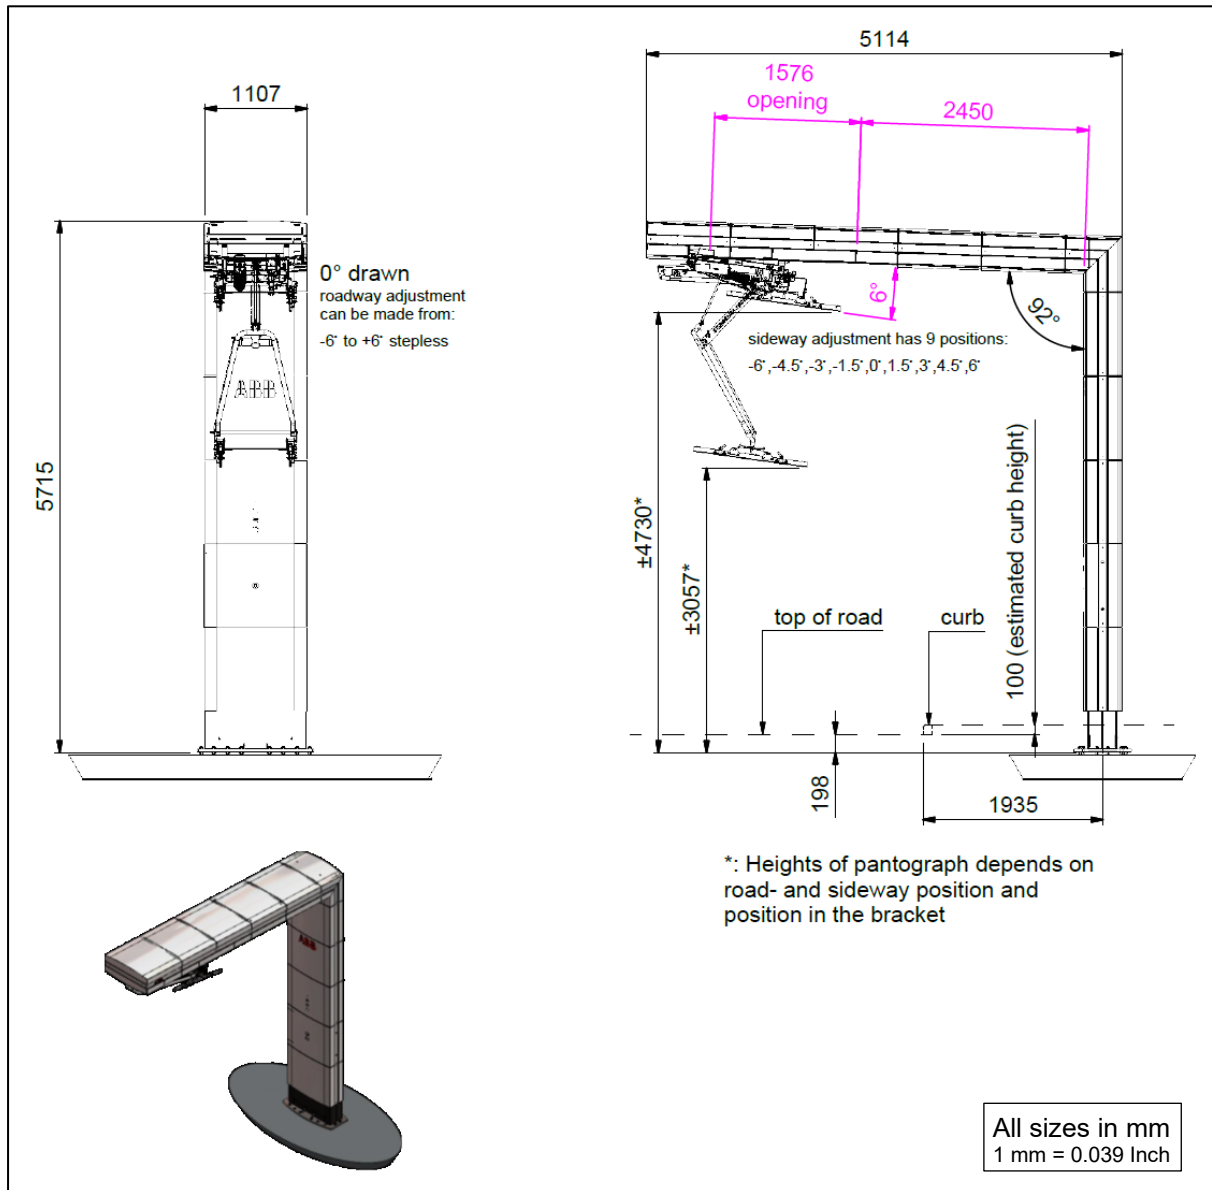 5114
1576
opening
2450
1107
0° drawn
roadway adjustment
can be made from:
-6° to +6° stepless
6°
92°
sideway adjustment has 9 positions:
-6°,-4.5°,-3°,-1.5°,0°,1.5°,3°,4.5°,6°
ABB
5715
±4730*
±3057*
100 (estimated curb height)
top of road
curb
198
1935
*: Heights of pantograph depends on
road- and sideway position and
position in the bracket
ABB
All sizes in mm
1 mm = 0.039 Inch